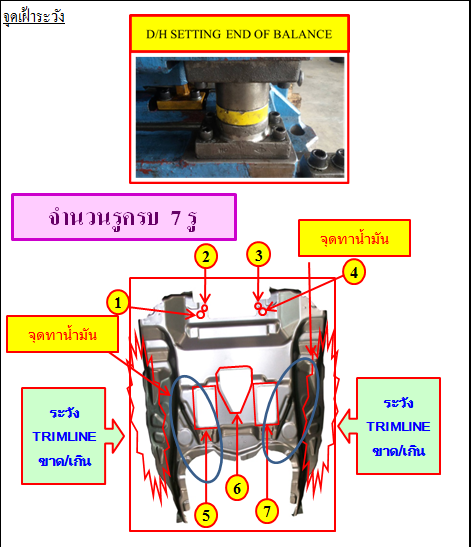 จุดเฝ้าระวัง
D/H SETTING END OF BALANCE
จำนวนรูครบ 7 รู
จุดทาน้ำมัน
2
3
4
1
จุดทาน้ำมัน
ระวัง
TRIMLINE
ขาด/เกิน
ระวัง
TRIMLINE
ขาด/เกิน
5
6
7